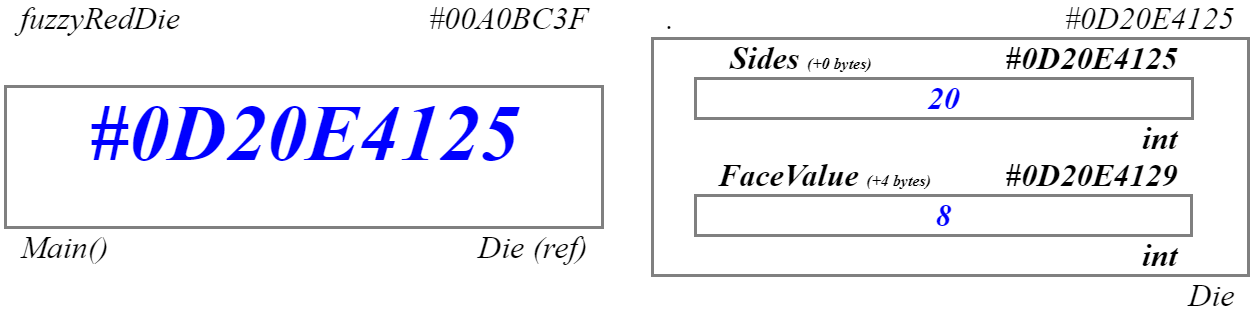 fuzzyRedDie #00A0BC3F
#0D20E4125
Main() Die (ref)
. #0D20E4125
Sides (+0 bytes) #0D20E4125
20
int
FaceValue (+4 bytes) #0D20E4129
8
int
Die